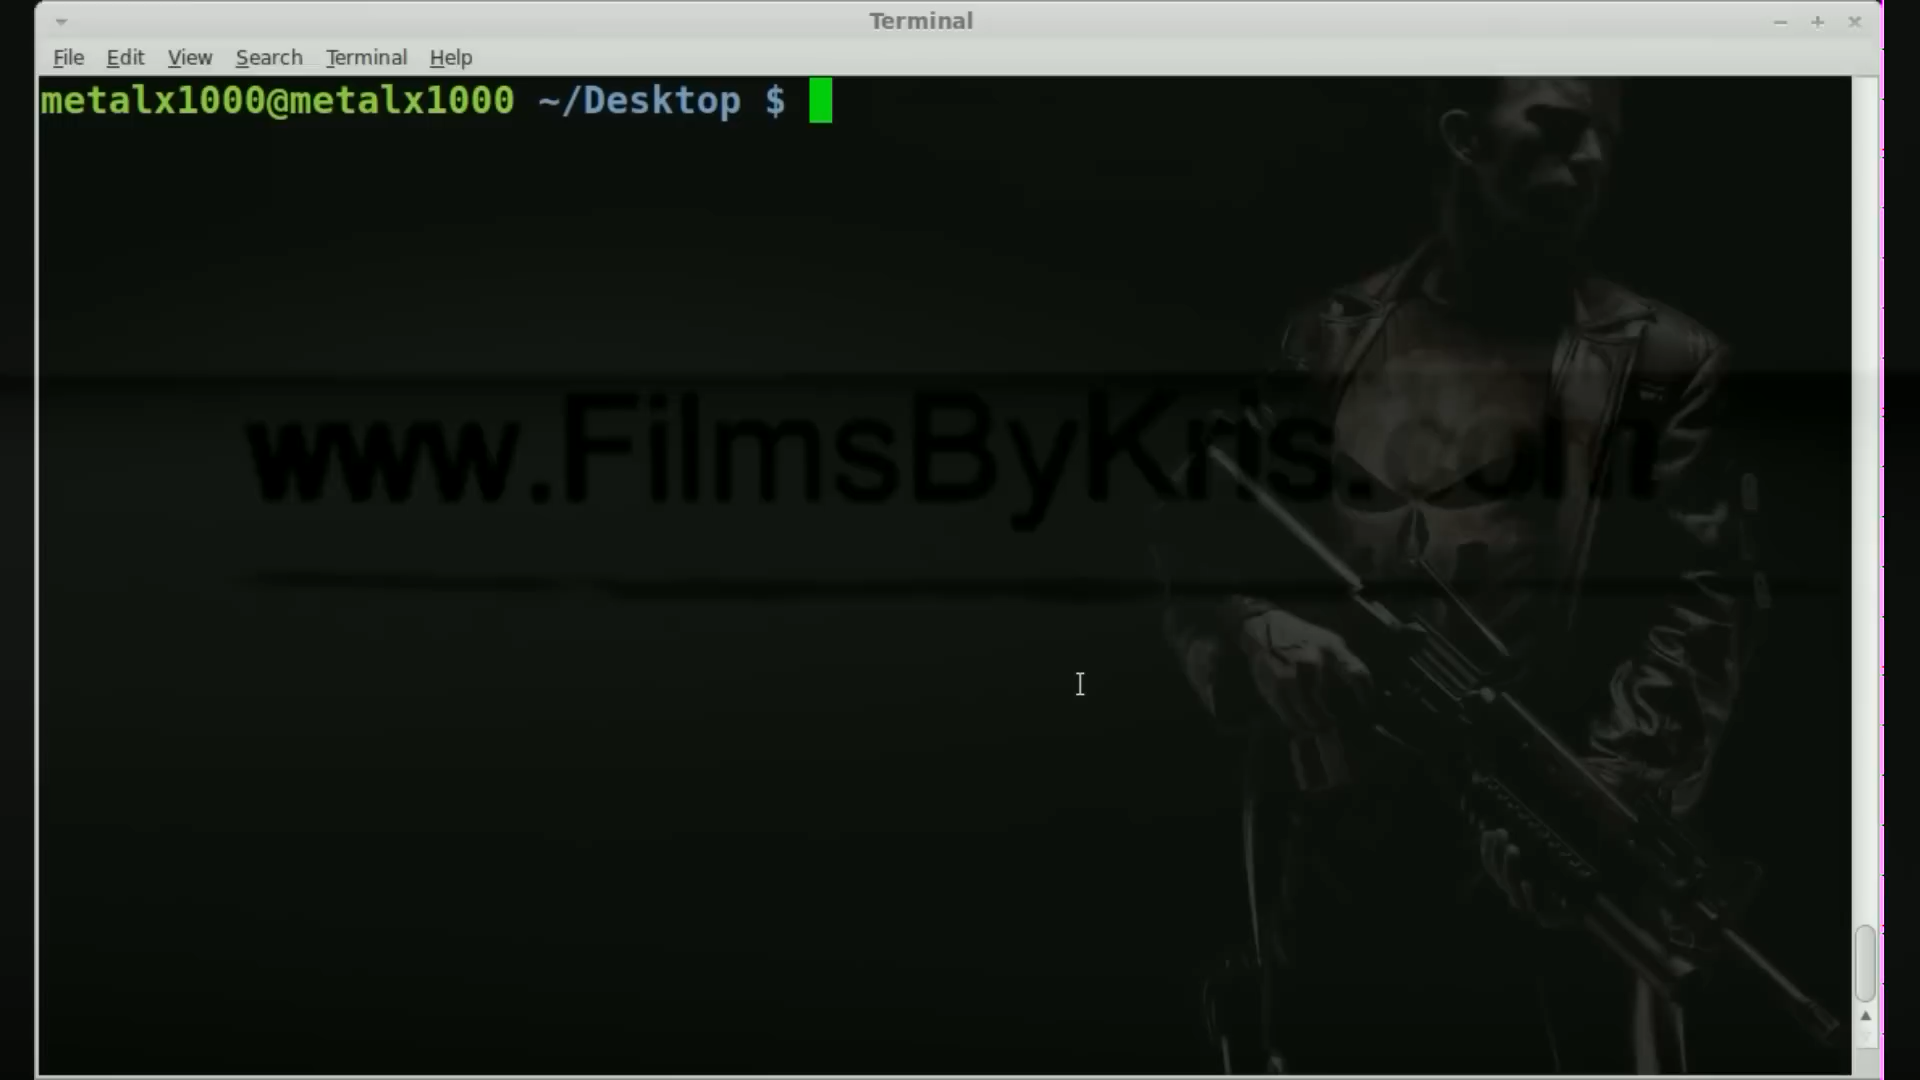 Terminal
File Edit View Search Terminal Help
metalx1000@metalx1000 ~/Desktop $
www.FilmsByKris.com